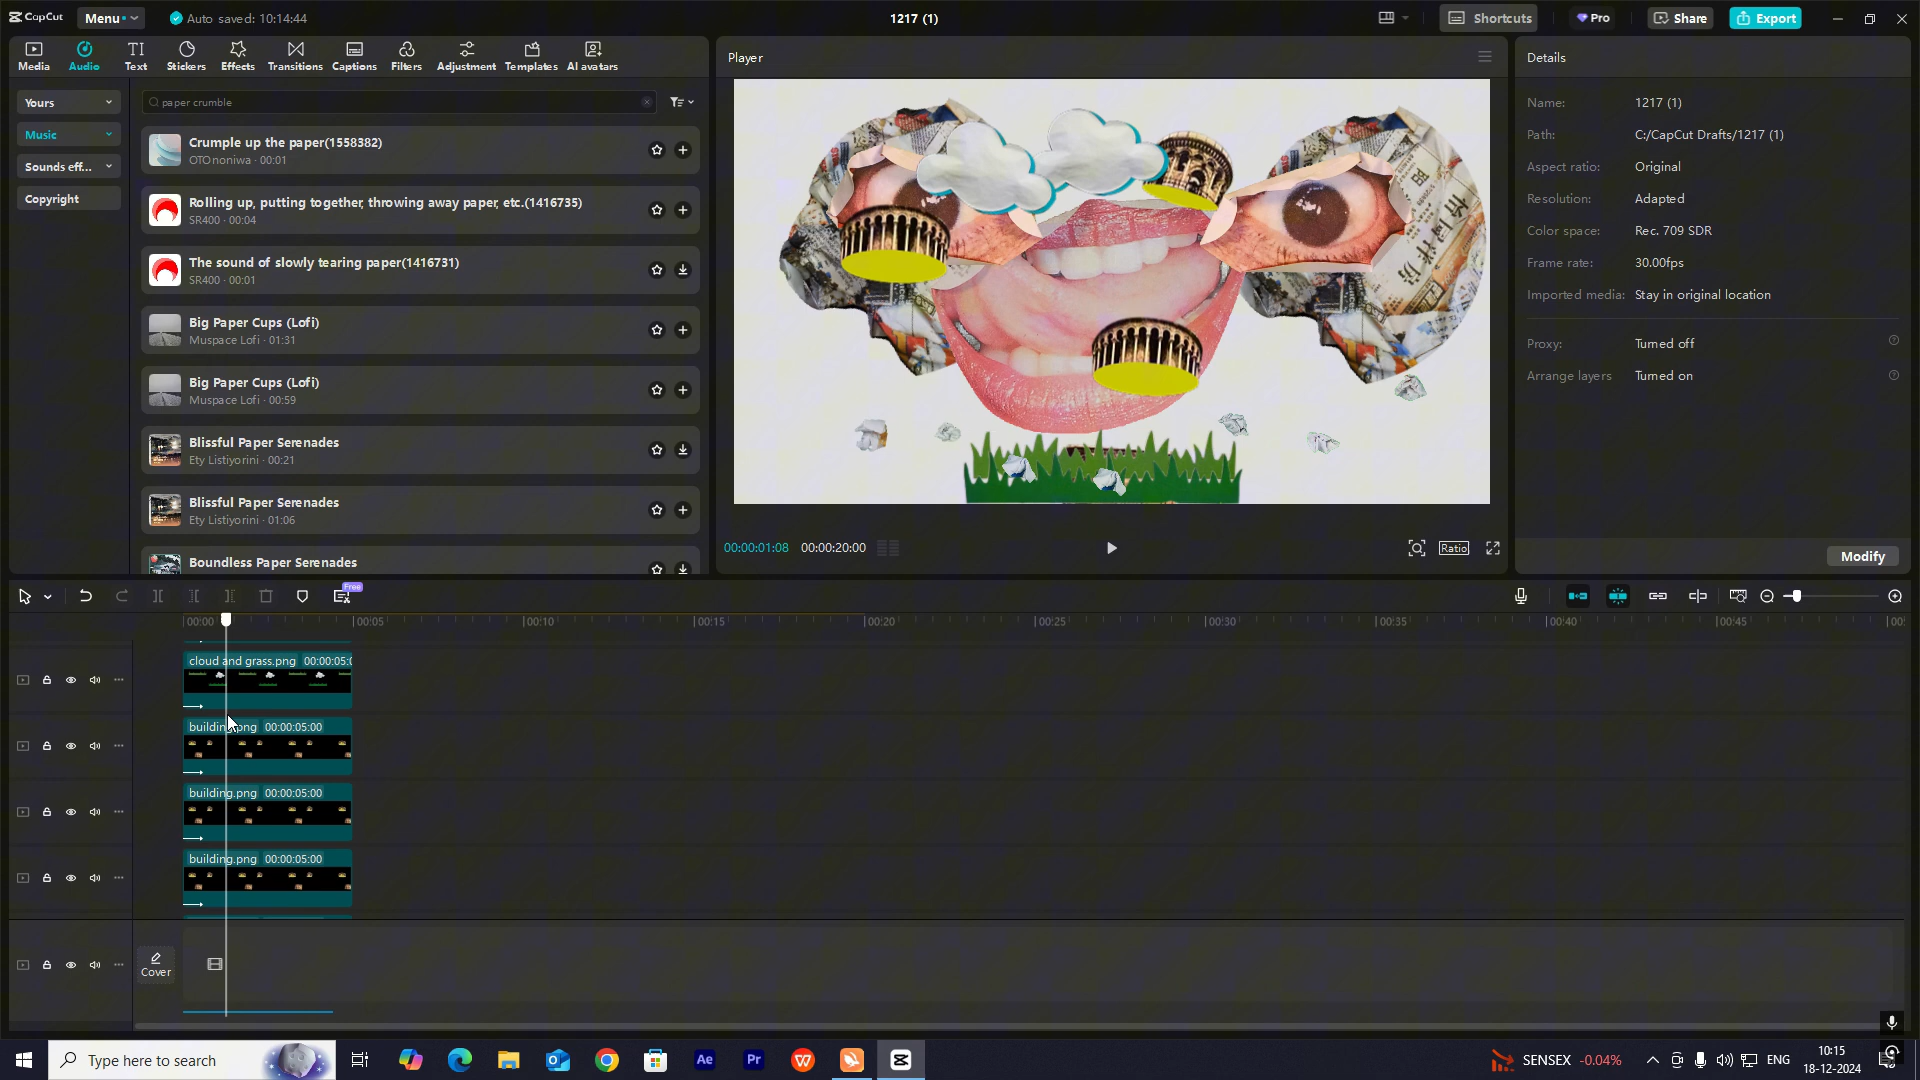 CapCut
Menu
Auto saved: 10:14:44
1217 (1)
Shortcuts
Pro
Share
Export
Media
Audio
Text
Stickers
Effects
Transitions
Captions
Filters
Adjustment
Templates
AI avatars
Player
Details
Yours
Music
Sounds eff...
Copyright
paper crumble
Crumple up the paper(1558382)
OTOnoniwa · 00:01
Rolling up, putting together, throwing away paper, etc.(1416735)
SR400 · 00:04
The sound of slowly tearing paper(1416731)
SR400 · 00:01
Big Paper Cups (Lofi)
Muspace Lofi · 01:31
Big Paper Cups (Lofi)
Muspace Lofi · 00:59
Blissful Paper Serenades
Ety Listiyorini · 00:21
Blissful Paper Serenades
Ety Listiyorini · 01:06
Boundless Paper Serenades
00:00:01:08
00:00:20:00
Ratio
Name: 1217 (1)
Path: C:/CapCut Drafts/1217 (1)
Aspect ratio: Original
Resolution: Adapted
Color space: Rec. 709 SDR
Frame rate: 30.00fps
Imported media: Stay in original location
Proxy: Turned off
Arrange layers Turned on
Modify
Free
00:00 00:05 00:10 00:15 00:20 00:25 00:30 00:35 00:40 00:45 00:
cloud and grass.png 00:00:05:0
building.png 00:00:05:00
building.png 00:00:05:00
building.png 00:00:05:00
Cover
Type here to search
Ae
Pr
SENSEX -0.04%
ENG
10:15
18-12-2024